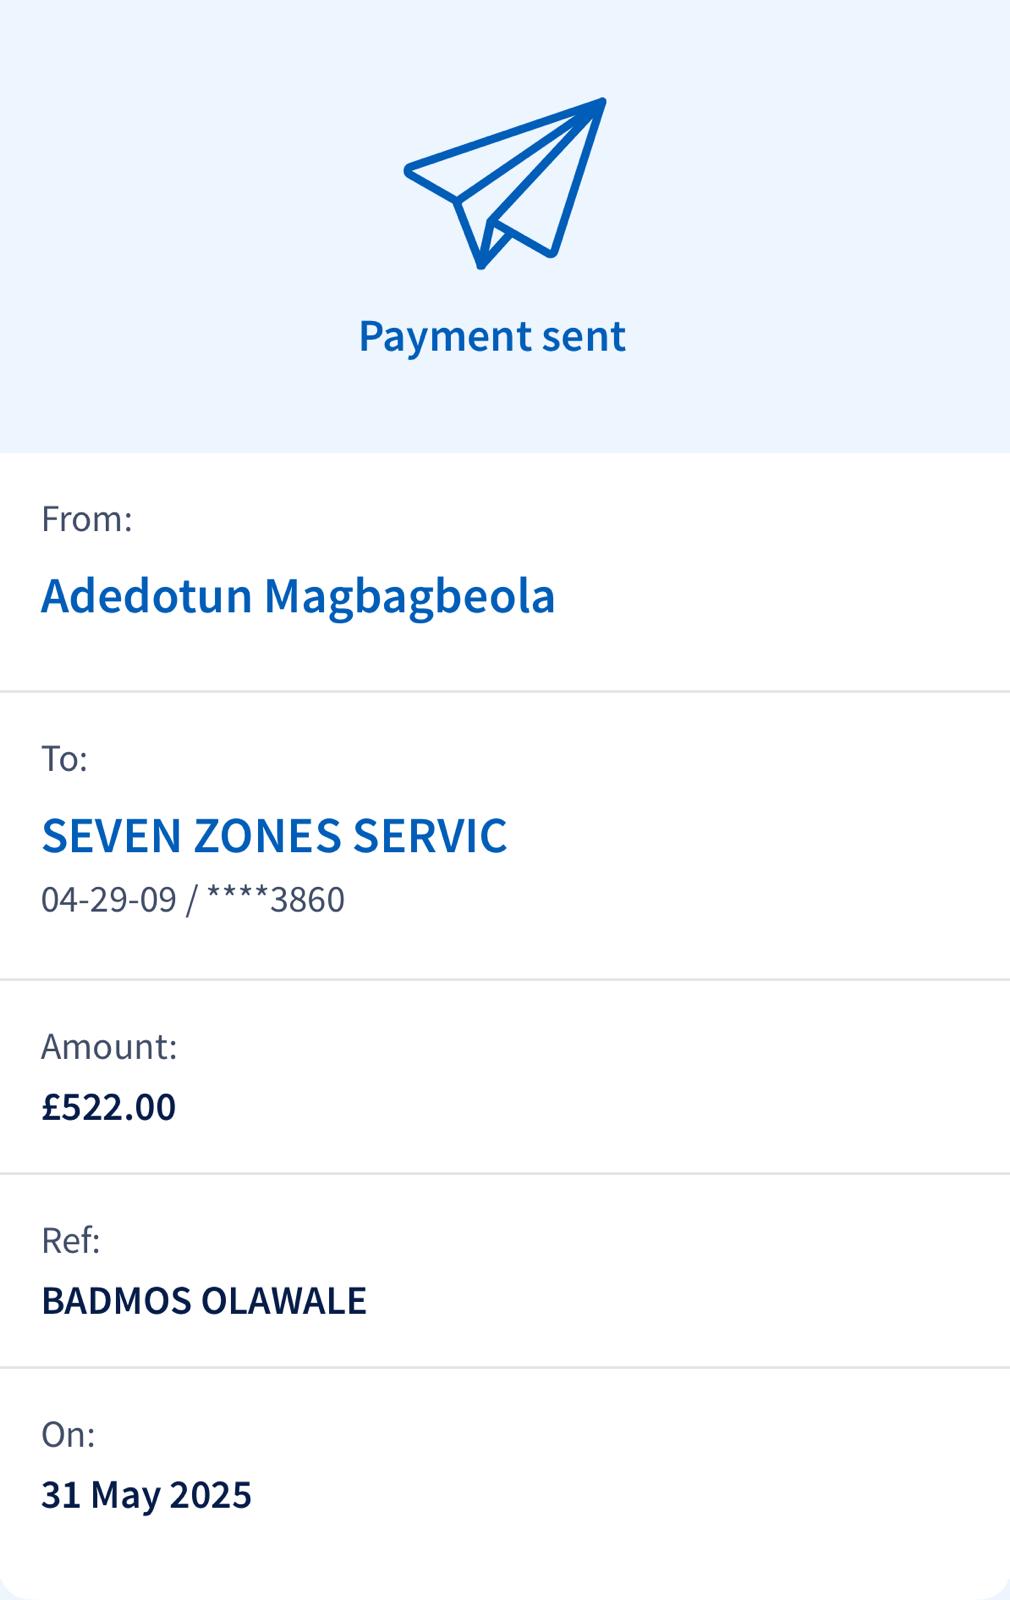 Payment sent
From:
Adedotun Magbagbeola
To:
SEVEN ZONES SERVIC
04-29-09 / ****3860
Amount:
£522.00
Ref:
BADMOS OLAWALE
On:
31 May 2025